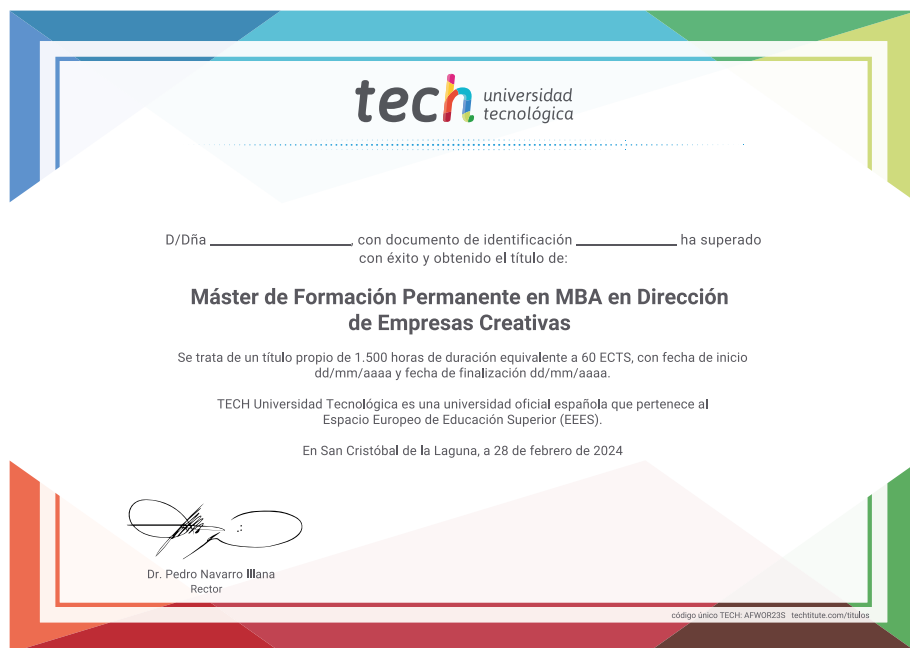 tech universidad
tecnológica
D/Dña ____________________, con documento de identificación ______________ ha superado
con éxito y obtenido el título de:
Máster de Formación Permanente en MBA en Dirección
de Empresas Creativas
Se trata de un título propio de 1.500 horas de duración equivalente a 60 ECTS, con fecha de inicio
dd/mm/aaaa y fecha de finalización dd/mm/aaaa.
TECH Universidad Tecnológica es una universidad oficial española que pertenece al
Espacio Europeo de Educación Superior (EEES).
En San Cristóbal de la Laguna, a 28 de febrero de 2024
Dr. Pedro Navarro Illana
Rector
código único TECH: AFWOR23S techtitute.com/titulos